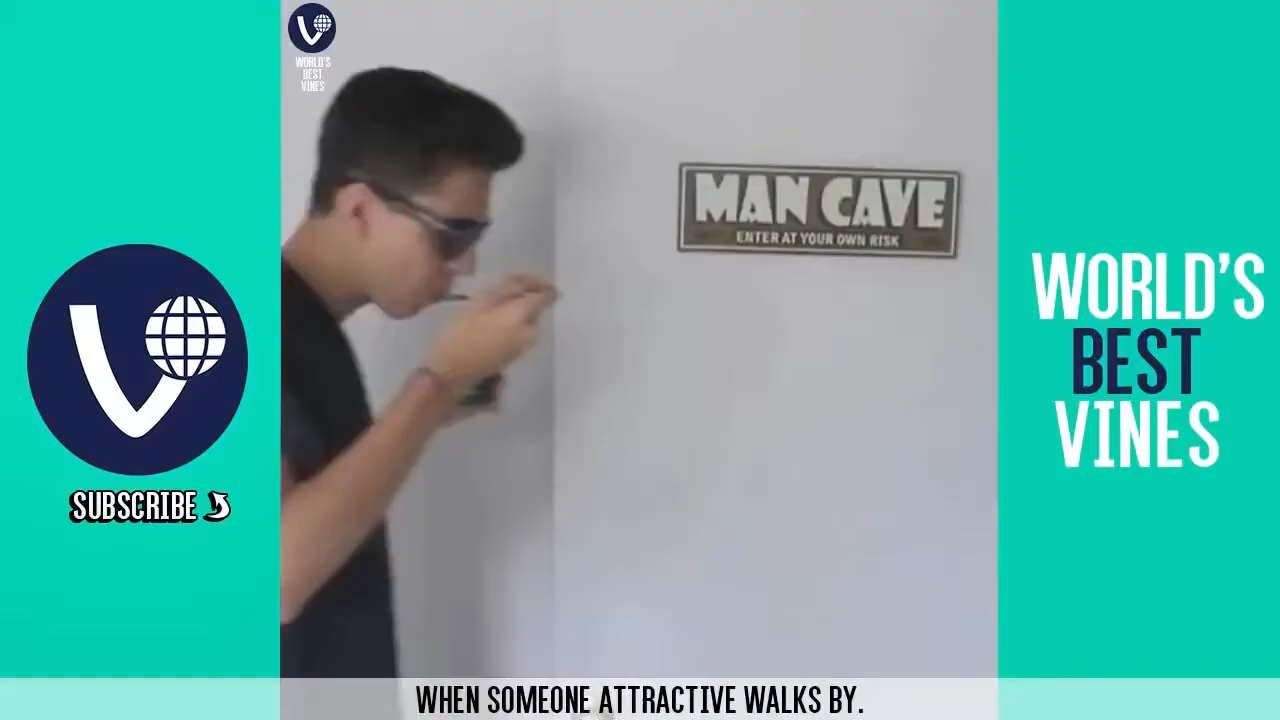 WORLD'S
BEST
VINES
MAN CAVE
ENTER AT YOUR OWN RISK
SUBSCRIBE
WORLD'S
BEST
VINES
WHEN SOMEONE ATTRACTIVE WALKS BY.